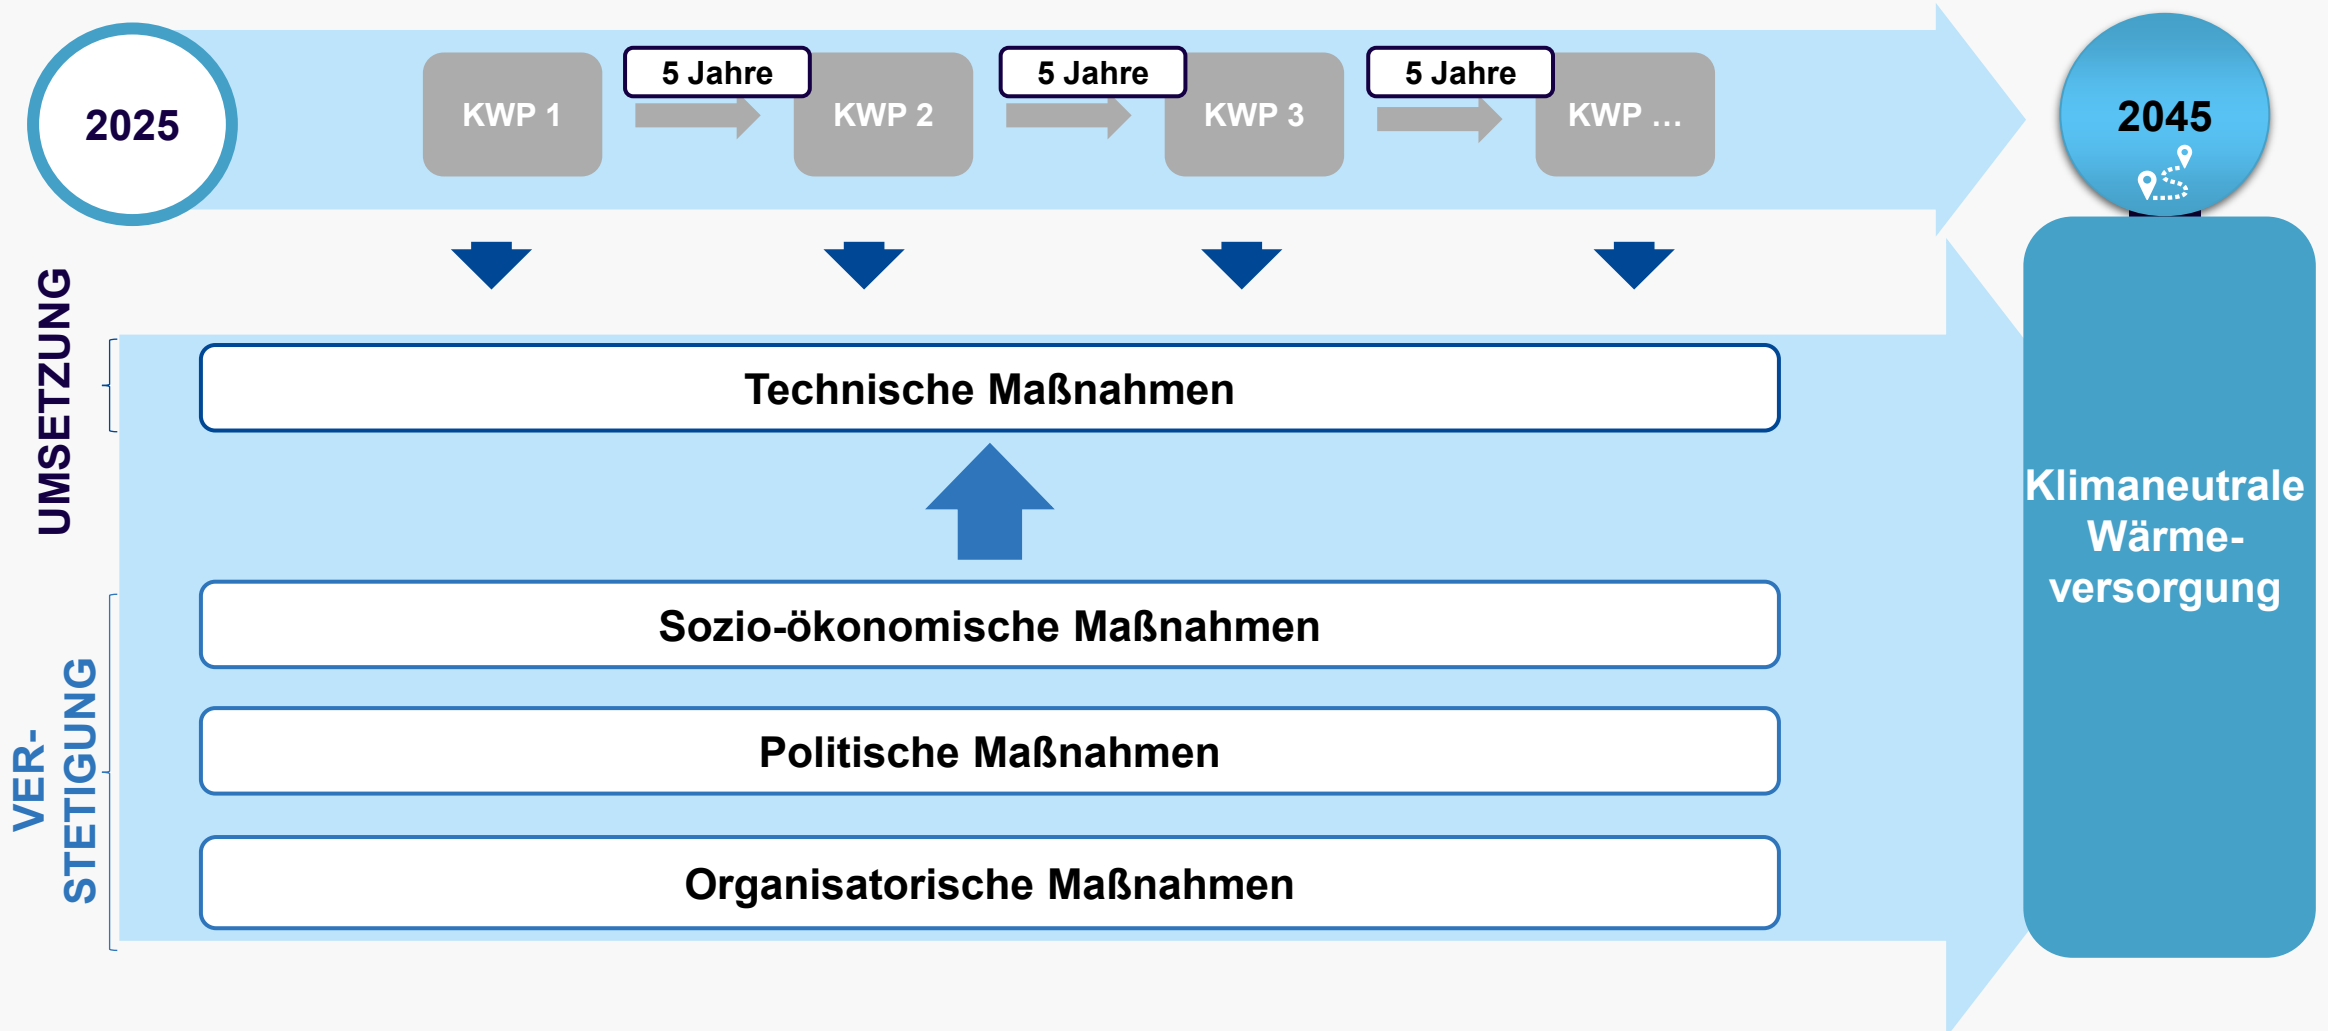 2025
KWP 1
5 Jahre
KWP 2
5 Jahre
KWP 3
5 Jahre
KWP …
2045
UMSETZUNG
Technische Maßnahmen
VER-
STETIGUNG
Sozio-ökonomische Maßnahmen
Politische Maßnahmen
Organisatorische Maßnahmen
Klimaneutrale
Wärme-
versorgung